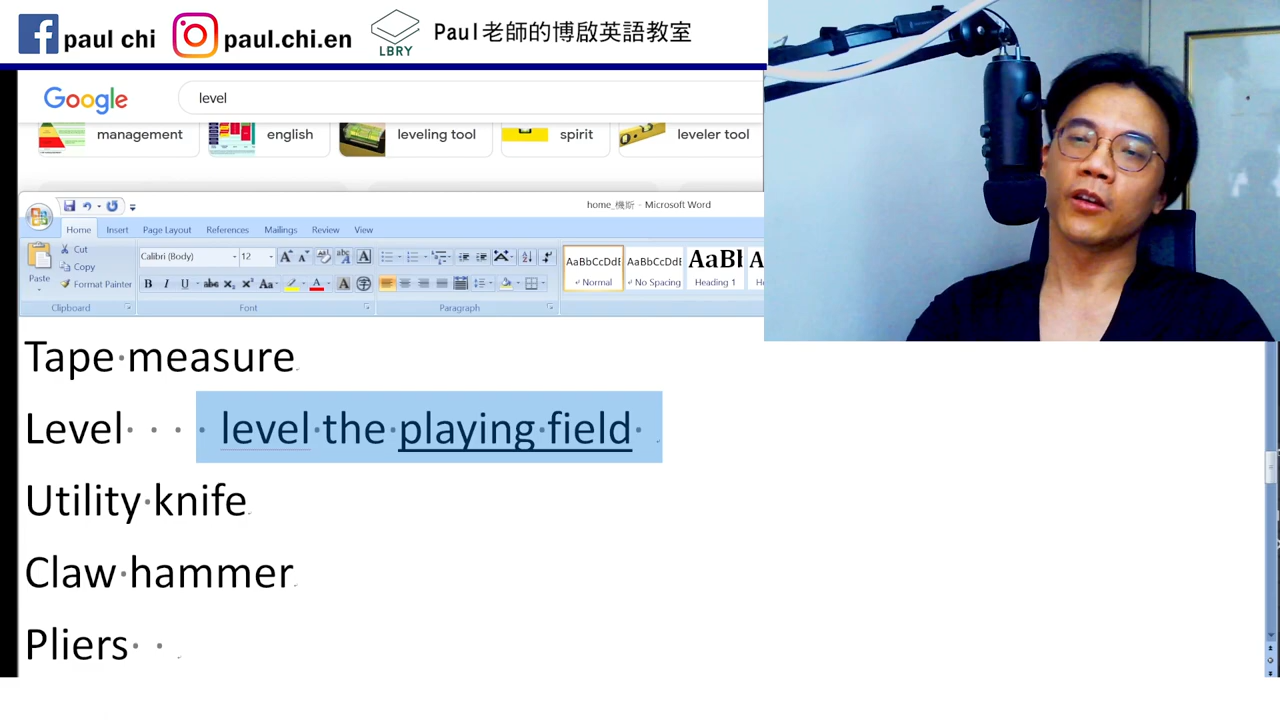 paul chi
paul.chi.en
LBRY
Paul老師的博啟英語教室
Google
level
management
english
leveling tool
spirit
leveler tool
home_機斯 - Microsoft Word
Home Insert Page Layout References Mailings Review View
Paste
Cut
Copy
Format Painter
Clipboard
Calibri (Body) 12
Font
Paragraph
AaBbCcDdE AaBbCcDdE AaBb
Normal No Spacing Heading 1
Tape measure
Level level the playing field
Utility knife
Claw hammer
Pliers